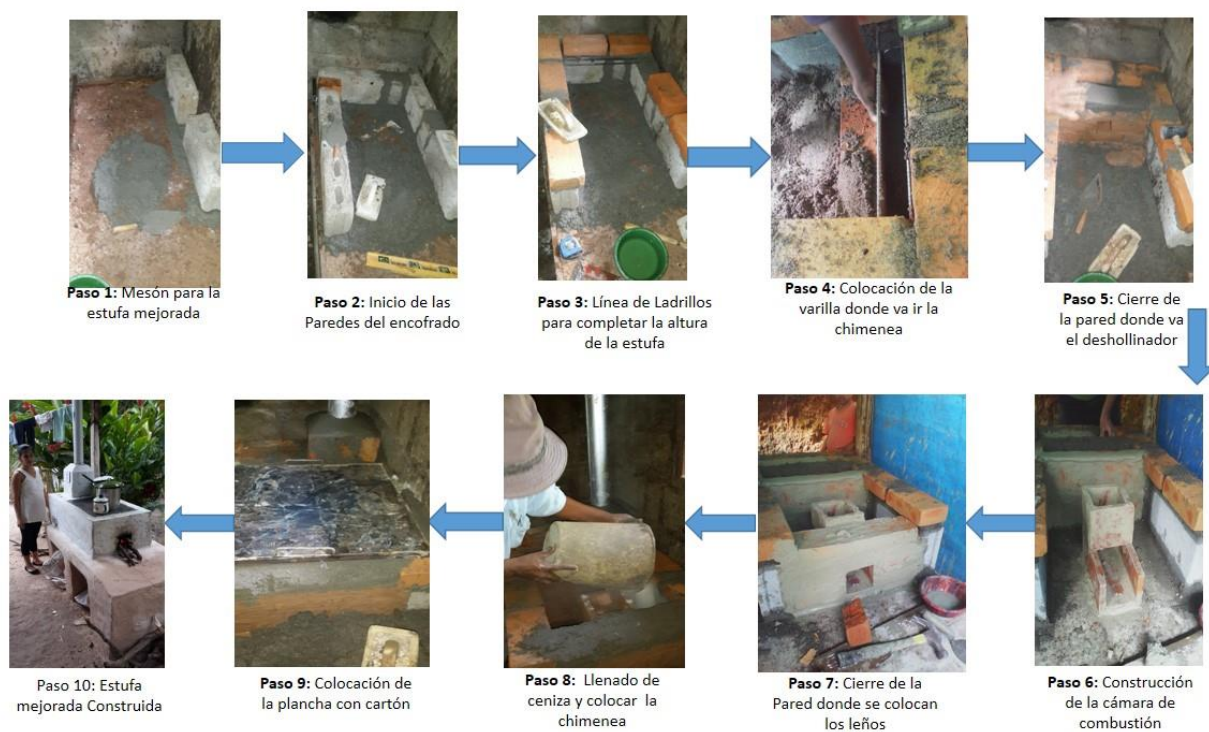 Paso 1: Mesón para la
estufa mejorada
Paso 2: Inicio de las
Paredes del encofrado
Paso 3: Línea de Ladrillos
para completar la altura
de la estufa
Paso 4: Colocación de la
varilla donde va ir la
chimenea
Paso 5: Cierre de
la pared donde va
el deshollinador
Paso 6: Construcción
de la cámara de
combustión
Paso 7: Cierre de la
Pared donde se colocan
los leños
Paso 8: Llenado de
ceniza y colocar la
chimenea
Paso 9: Colocación de
la plancha con cartón
Paso 10: Estufa
mejorada Construida